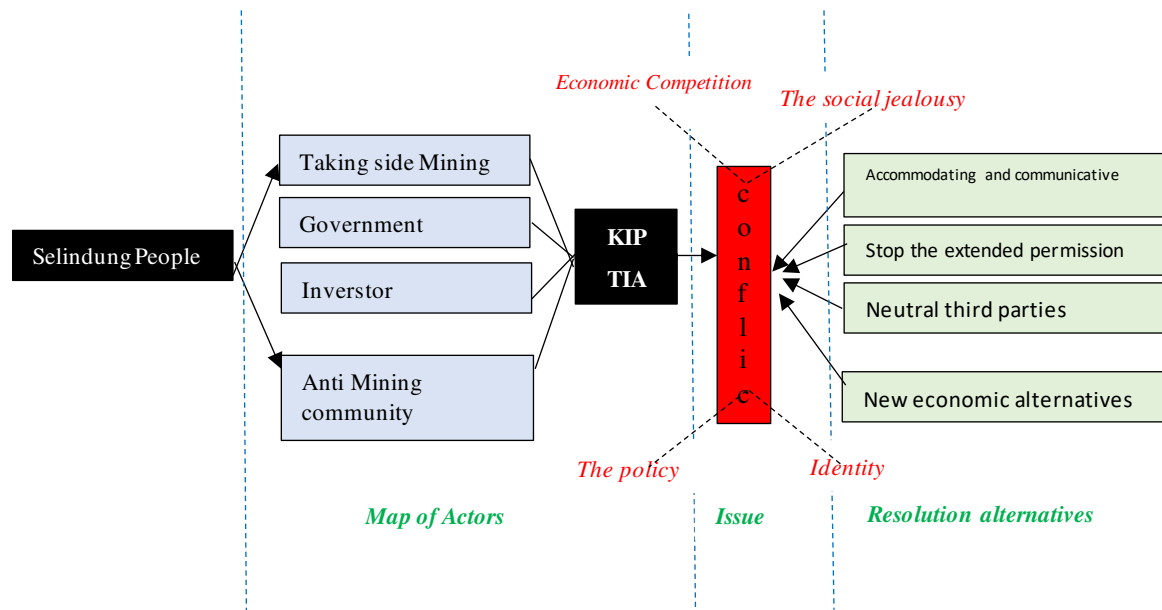 Economic Competition
The social jealousy
Selindung People
Taking side Mining
Government
Inverstor
Anti Mining
community
KIP
TIA
c
o
n
f
l
i
c
Accommodating and communicative
Stop the extended permission
Neutral third parties
New economic alternatives
The policy
Identity
Map of Actors
Issue
Resolution alternatives